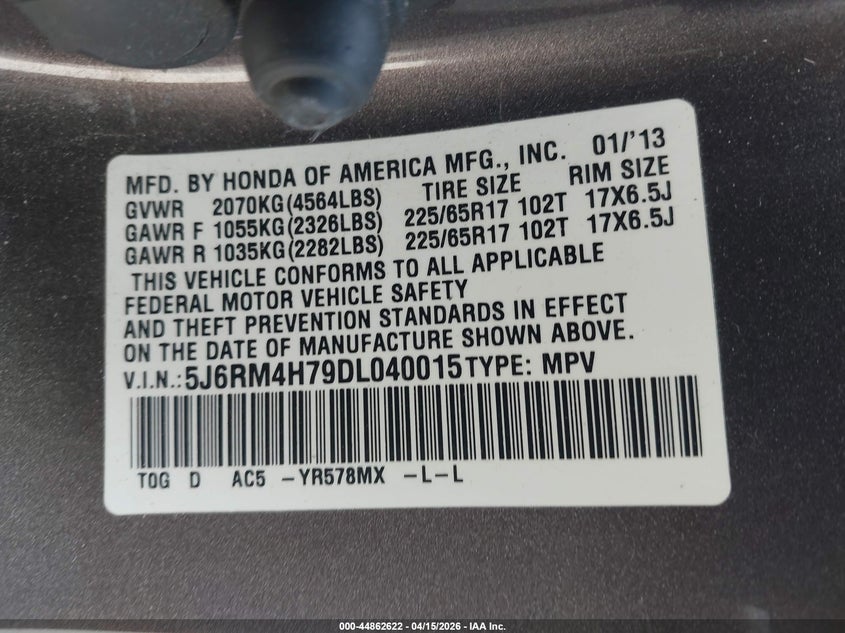 MFD. BY HONDA OF AMERICA MFG., INC. 01/'13
GVWR 2070KG(4564LBS) TIRE SIZE RIM SIZE
GAWR F 1055KG(2326LBS) 225/65R17 102T 17X6.5J
GAWR R 1035KG(2282LBS) 225/65R17 102T 17X6.5J
THIS VEHICLE CONFORMS TO ALL APPLICABLE
FEDERAL MOTOR VEHICLE SAFETY
AND THEFT PREVENTION STANDARDS IN EFFECT
ON THE DATE OF MANUFACTURE SHOWN ABOVE.
V.I.N.:5J6RM4H79DL040015 TYPE: MPV
T0G D AC5 -YR578MX -L-L
000-44862622 - 04/15/2026 - IAA Inc.